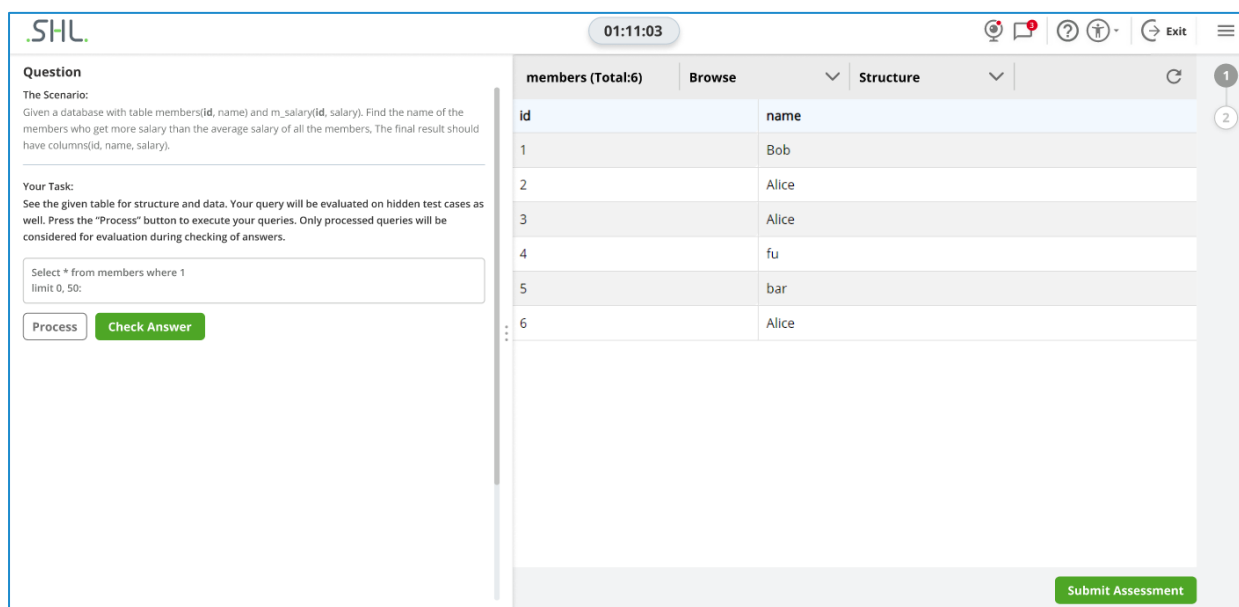 .SHL.
01:11:03
3
Exit
Question
The Scenario:
Given a database with table members(id, name) and m_salary(id, salary). Find the name of the
members who get more salary than the average salary of all the members, The final result should
have columns(id, name, salary).
Your Task:
See the given table for structure and data. Your query will be evaluated on hidden test cases as
well. Press the “Process” button to execute your queries. Only processed queries will be
considered for evaluation during checking of answers.
Select * from members where 1
limit 0, 50:
Process
Check Answer
members (Total:6)
Browse
Structure
id name
1 Bob
2 Alice
3 Alice
4 fu
5 bar
6 Alice
1
2
Submit Assessment